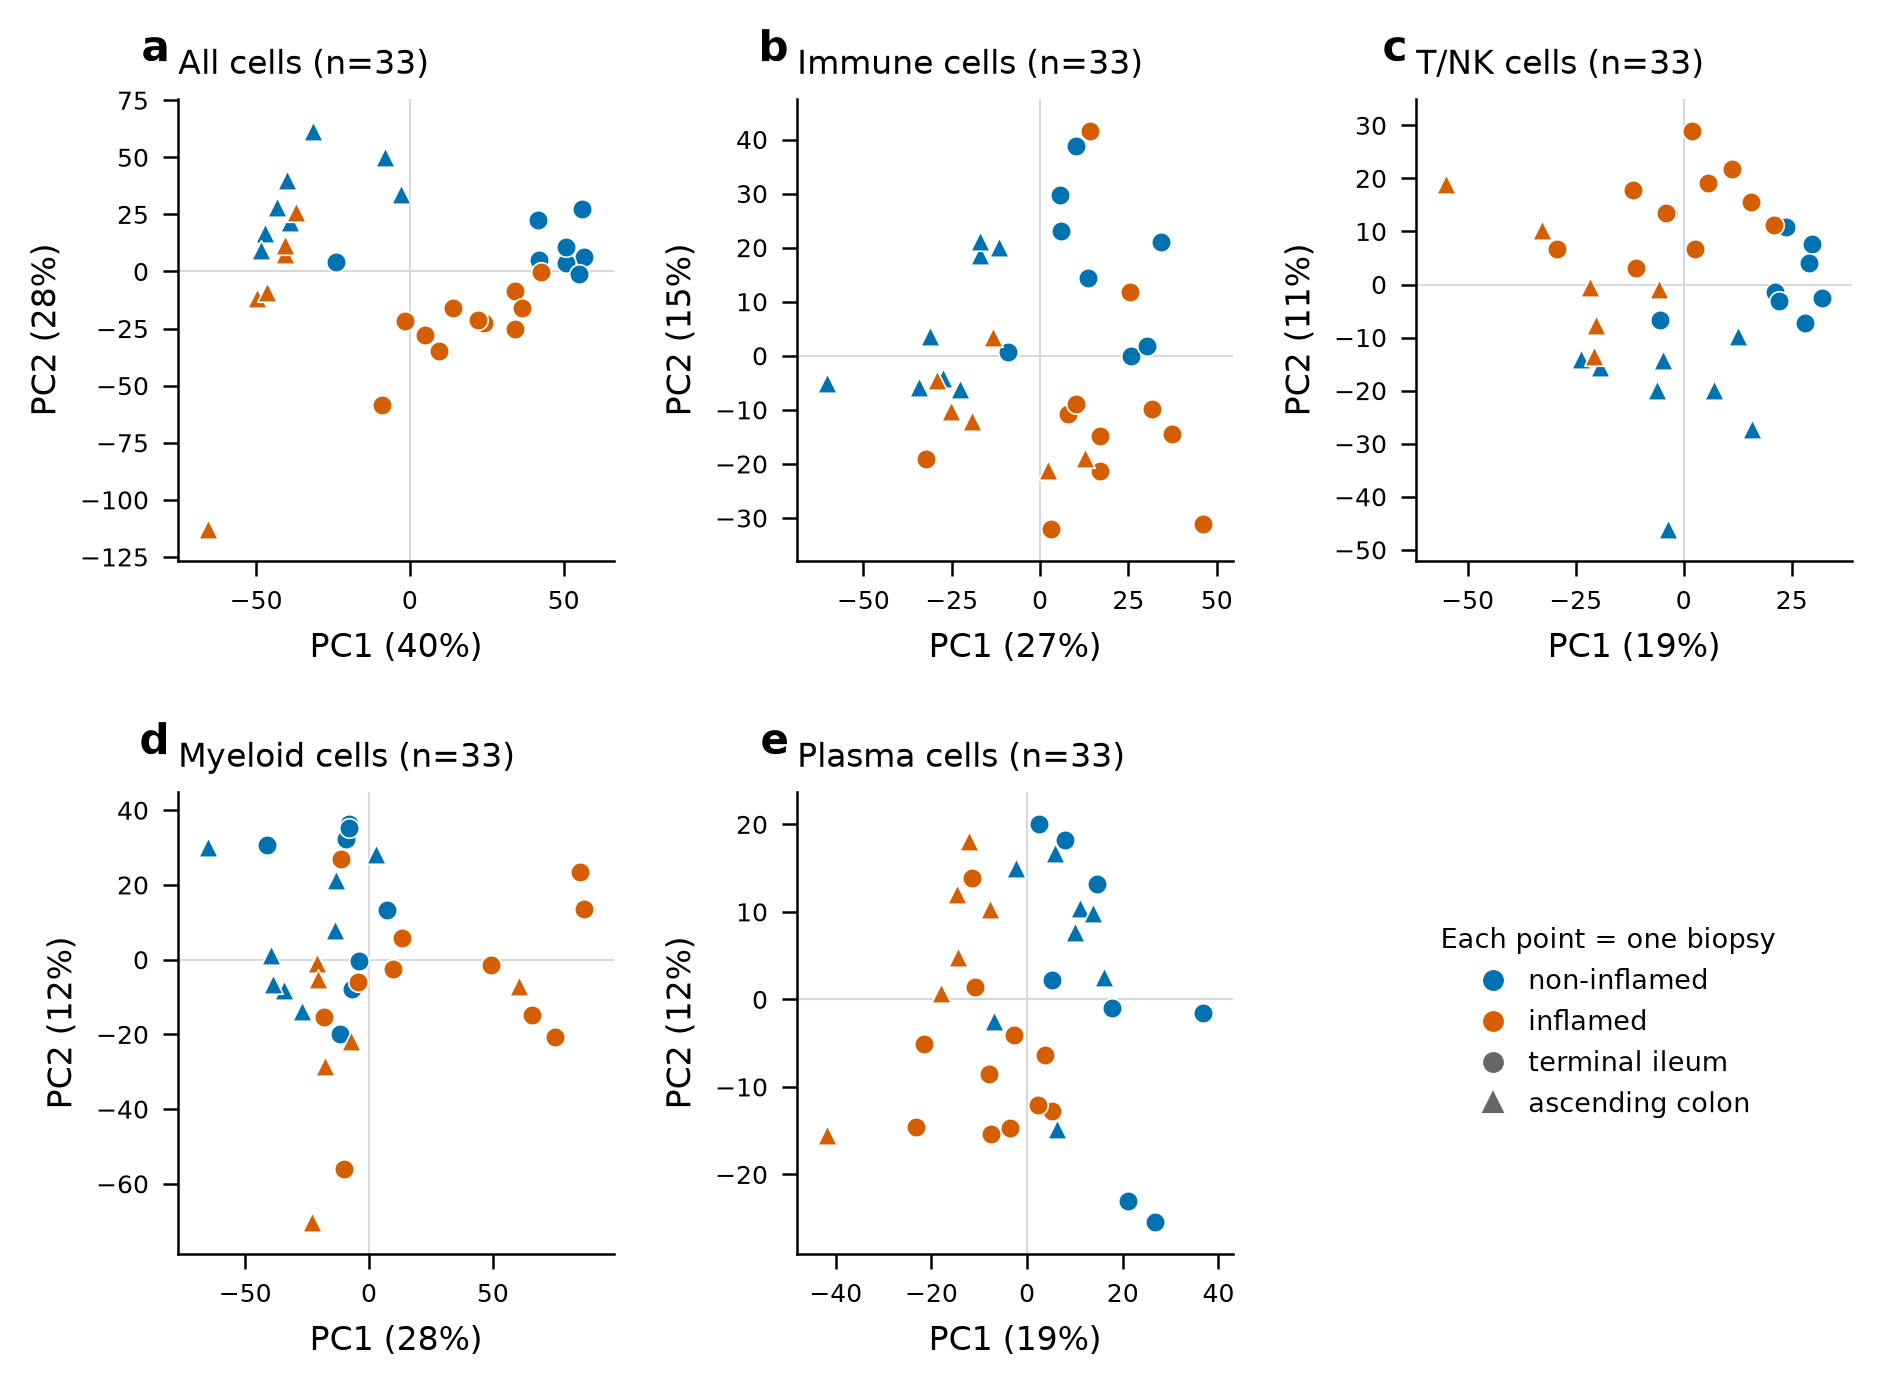 a All cells (n=33)
75
50
25
0
−25
−50
−75
−100
−125
PC2 (28%)
−50 0 50
PC1 (40%)
b Immune cells (n=33)
40
30
20
10
0
−10
−20
−30
PC2 (15%)
−50 −25 0 25 50
PC1 (27%)
c T/NK cells (n=33)
30
20
10
0
−10
−20
−30
−40
−50
PC2 (11%)
−50 −25 0 25
PC1 (19%)
d Myeloid cells (n=33)
40
20
0
−20
−40
−60
PC2 (12%)
−50 0 50
PC1 (28%)
e Plasma cells (n=33)
20
10
0
−10
−20
PC2 (12%)
−40 −20 0 20 40
PC1 (19%)
Each point = one biopsy
non-inflamed
inflamed
terminal ileum
ascending colon